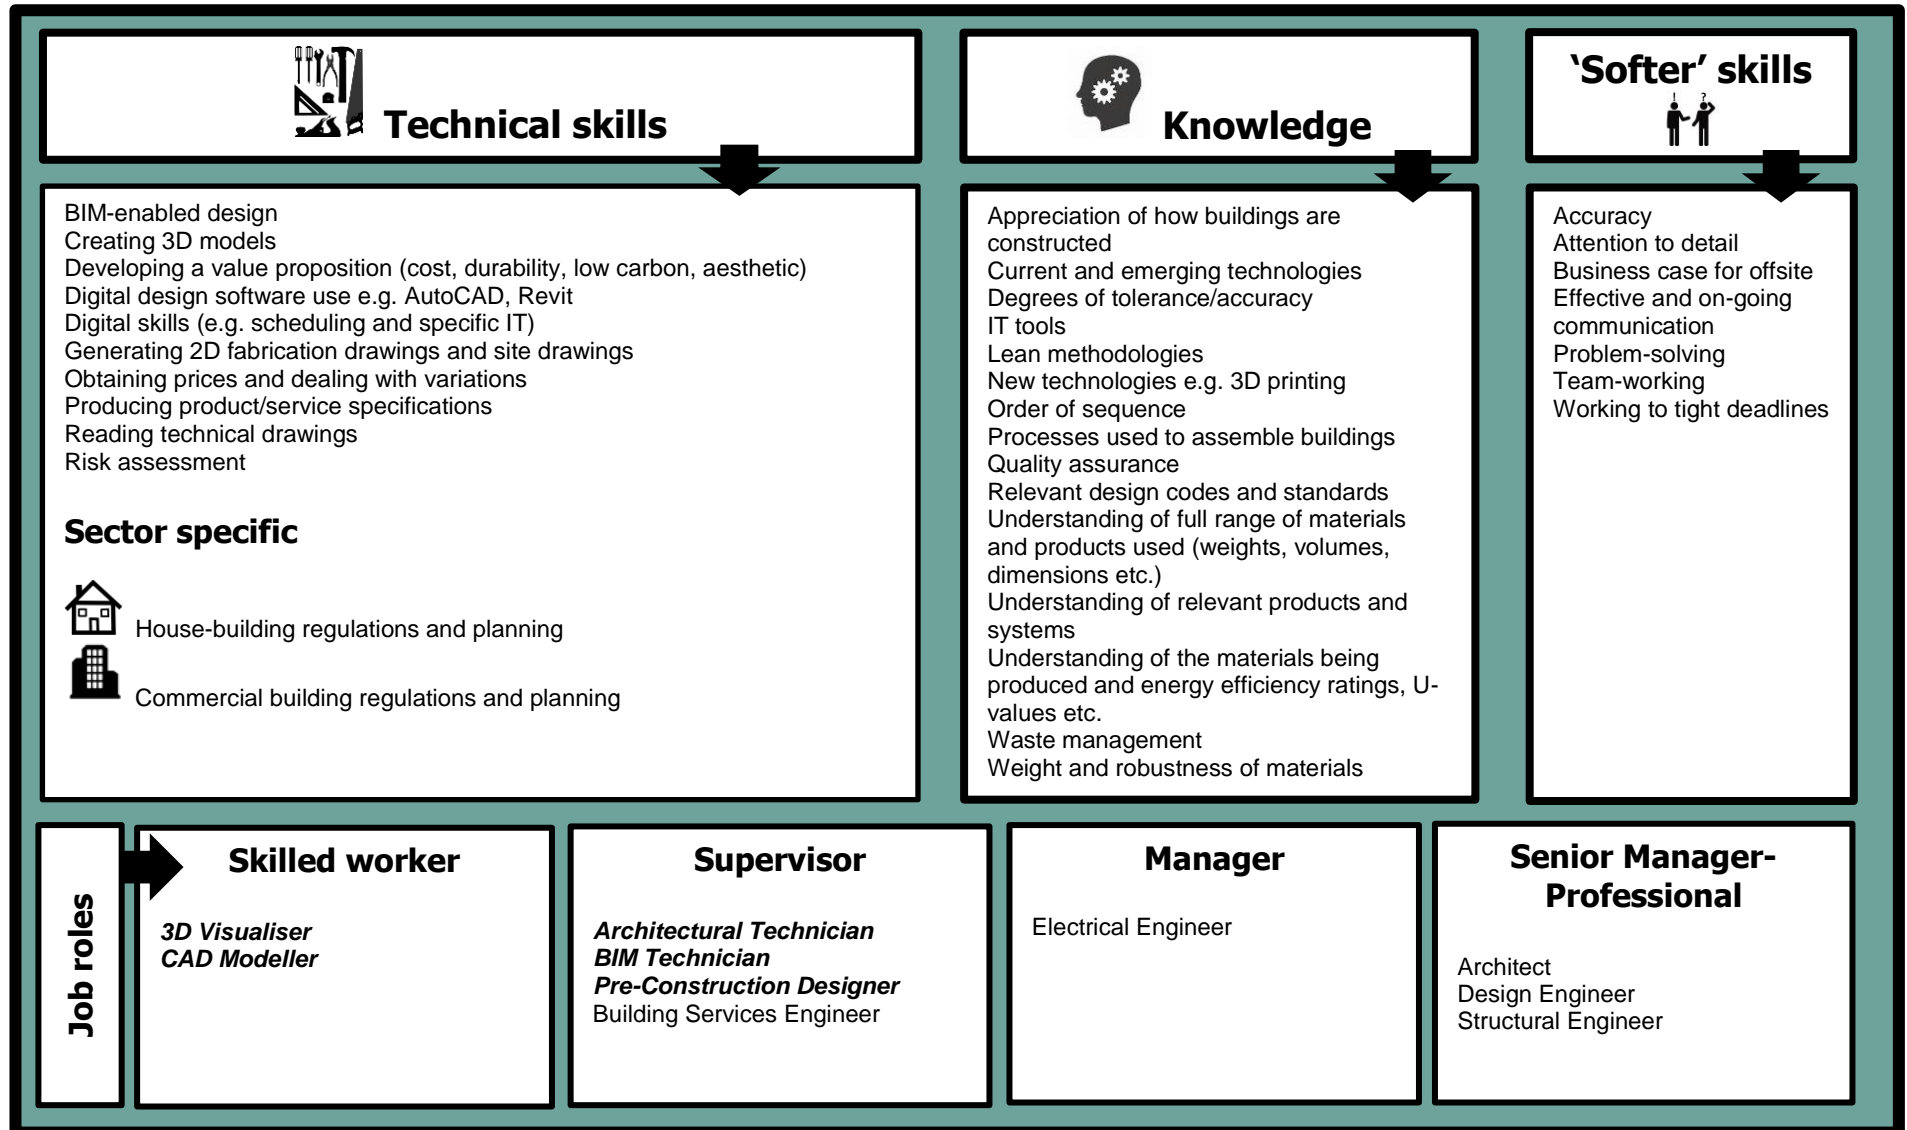 Technical skills
BIM-enabled design
Creating 3D models
Developing a value proposition (cost, durability, low carbon, aesthetic)
Digital design software use e.g. AutoCAD, Revit
Digital skills (e.g. scheduling and specific IT)
Generating 2D fabrication drawings and site drawings
Obtaining prices and dealing with variations
Producing product/service specifications
Reading technical drawings
Risk assessment
Sector specific
House-building regulations and planning
Commercial building regulations and planning
Knowledge
Appreciation of how buildings are
constructed
Current and emerging technologies
Degrees of tolerance/accuracy
IT tools
Lean methodologies
New technologies e.g. 3D printing
Order of sequence
Processes used to assemble buildings
Quality assurance
Relevant design codes and standards
Understanding of full range of materials
and products used (weights, volumes,
dimensions etc.)
Understanding of relevant products and
systems
Understanding of the materials being
produced and energy efficiency ratings, U-
values etc.
Waste management
Weight and robustness of materials
‘Softer’ skills
! ?
Accuracy
Attention to detail
Business case for offsite
Effective and on-going
communication
Problem-solving
Team-working
Working to tight deadlines
Job roles
Skilled worker
3D Visualiser
CAD Modeller
Supervisor
Architectural Technician
BIM Technician
Pre-Construction Designer
Building Services Engineer
Manager
Electrical Engineer
Senior Manager-
Professional
Architect
Design Engineer
Structural Engineer